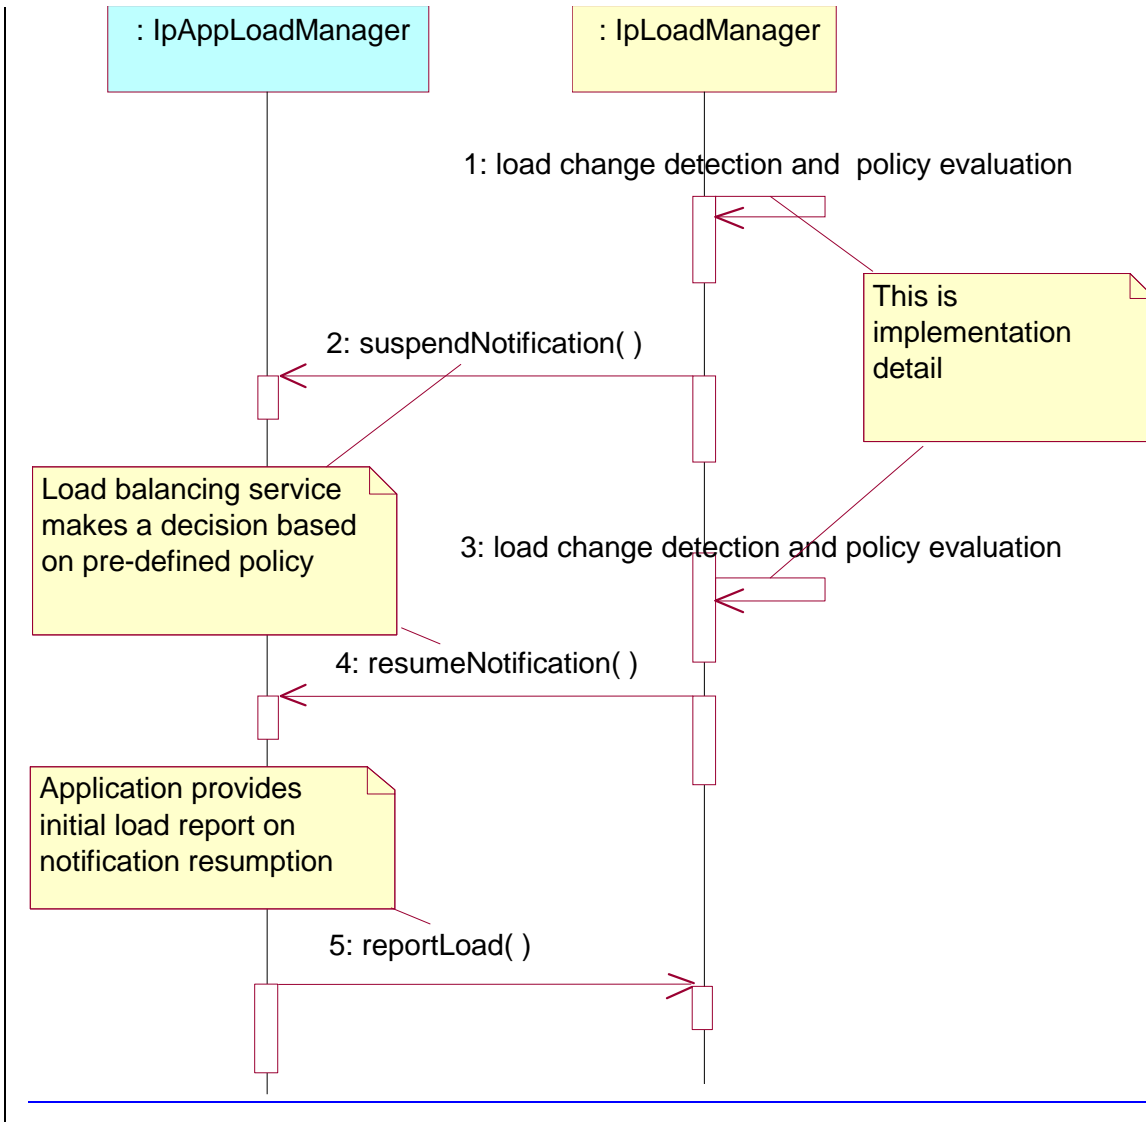 : IpAppLoadManager
: IpLoadManager
1: load change detection and  policy evaluation
This is
implementation
detail
2: suspendNotification( )
Load balancing service
makes a decision based
on pre-defined policy
3: load change detection and policy evaluation
4: resumeNotification( )
Application provides
initial load report on
notification resumption
5: reportLoad( )